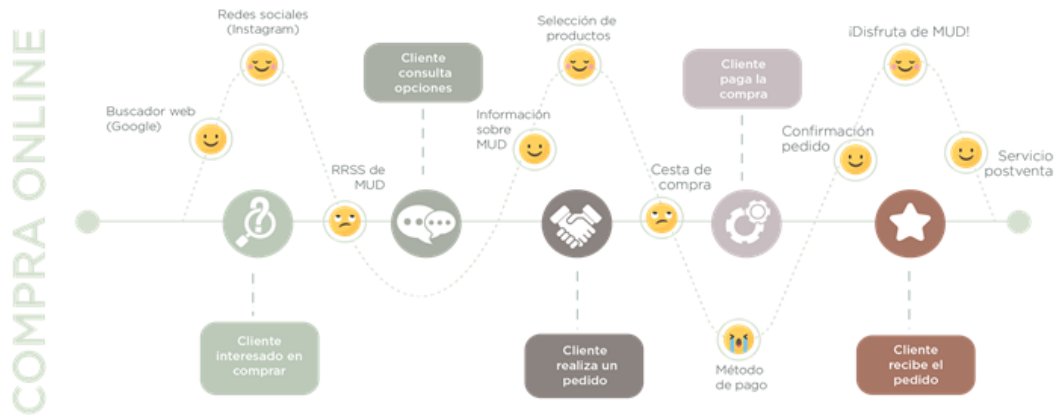 COMPRA ONLINE
Redes sociales
(Instagram)
Buscador web
(Google)
Cliente
interesado en
comprar
RRSS de
MUD
Cliente
consulta
opciones
Información
sobre
MUD
Selección de
productos
Cliente
realiza un
pedido
Cesta de
compra
Cliente
paga la
compra
Método
de pago
Confirmación
pedido
¡Disfruta de MUD!
Cliente
recibe el
pedido
Servicio
postventa